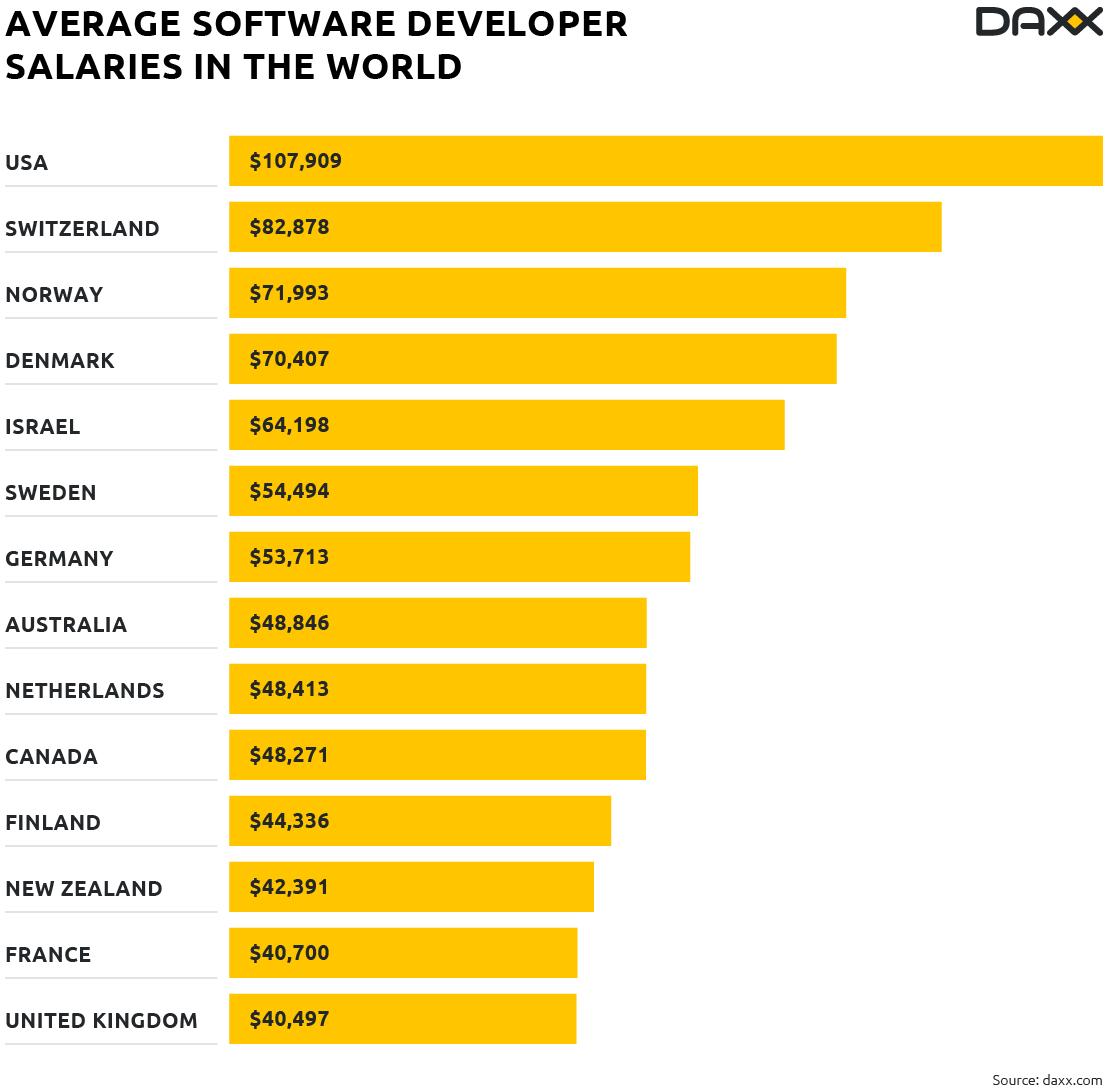 AVERAGE SOFTWARE DEVELOPER
SALARIES IN THE WORLD
DAXX
USA $107,909
SWITZERLAND $82,878
NORWAY $71,993
DENMARK $70,407
ISRAEL $64,198
SWEDEN $54,494
GERMANY $53,713
AUSTRALIA $48,846
NETHERLANDS $48,413
CANADA $48,271
FINLAND $44,336
NEW ZEALAND $42,391
FRANCE $40,700
UNITED KINGDOM $40,497
Source: daxx.com